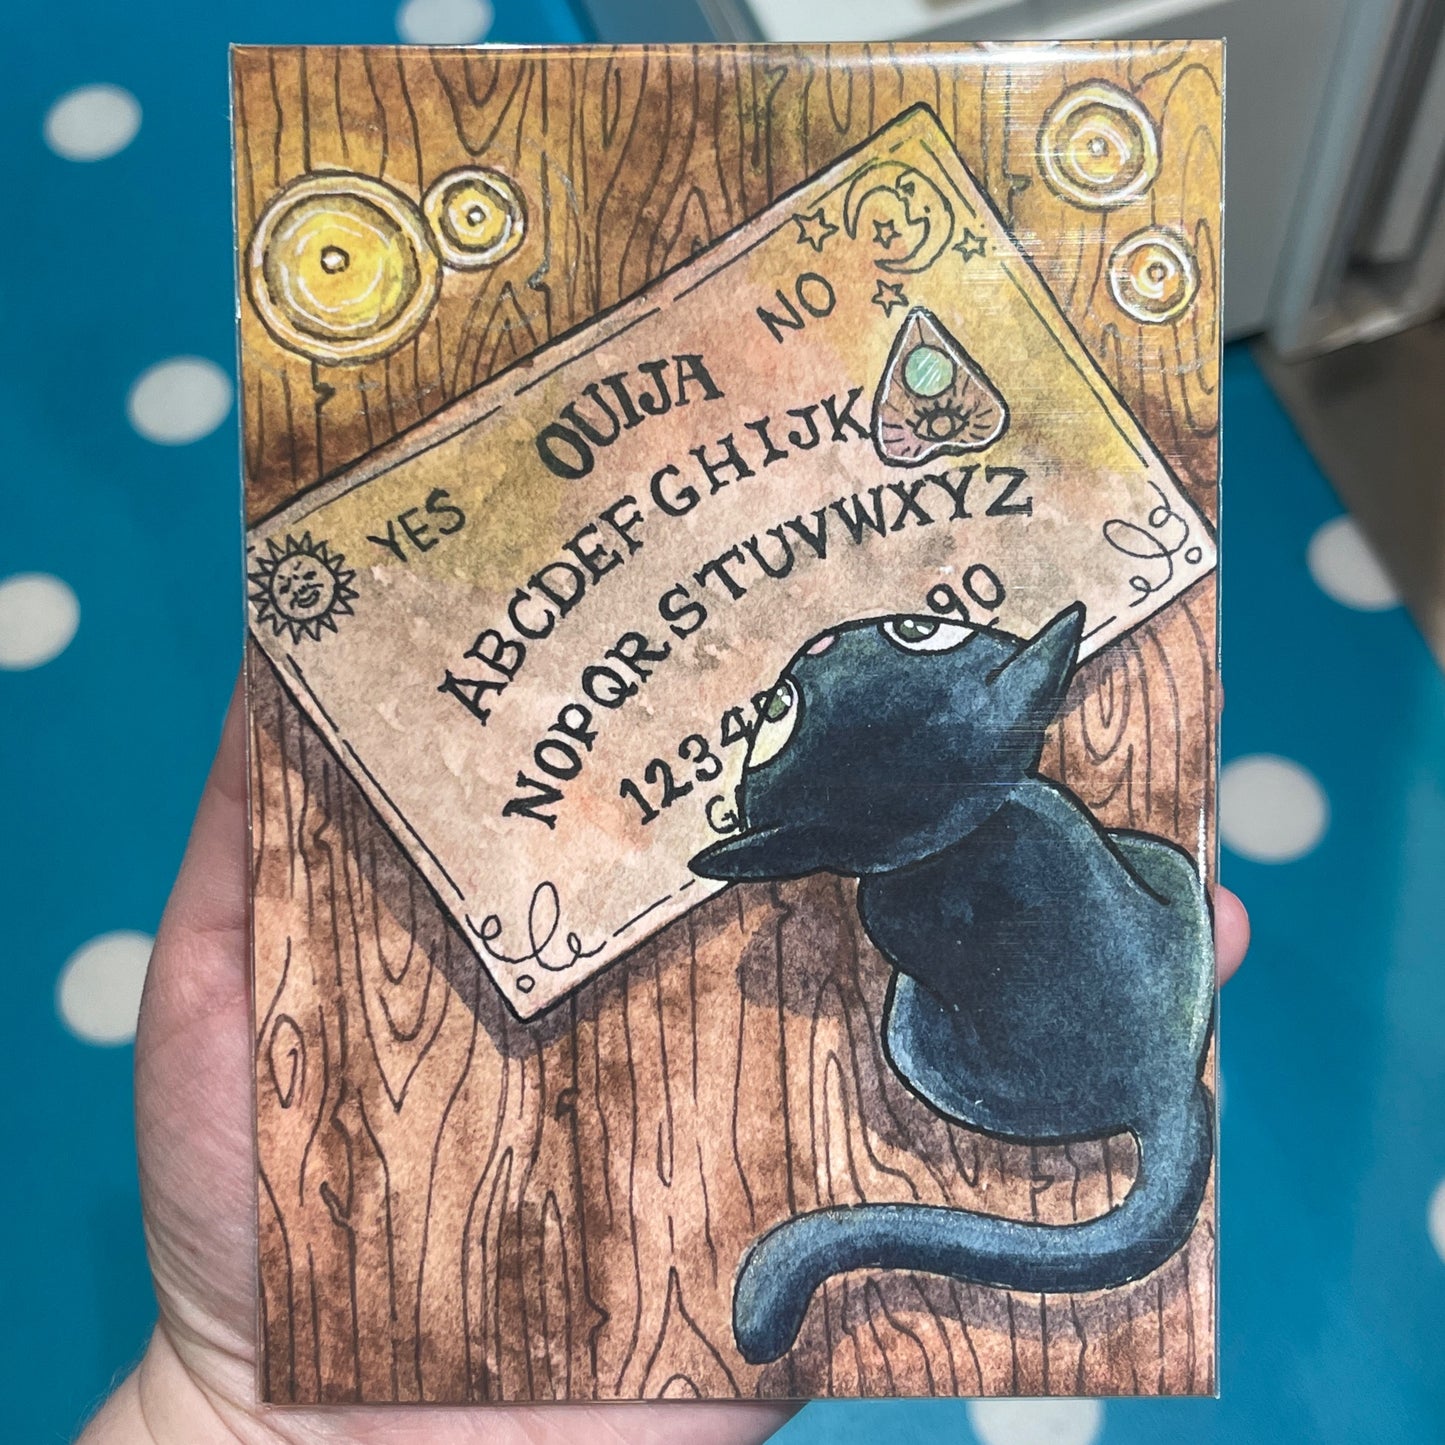 YES OUIJA NO
ABCDEFGHIJK
NOPQRSTUVWXYZ
1234 90
G